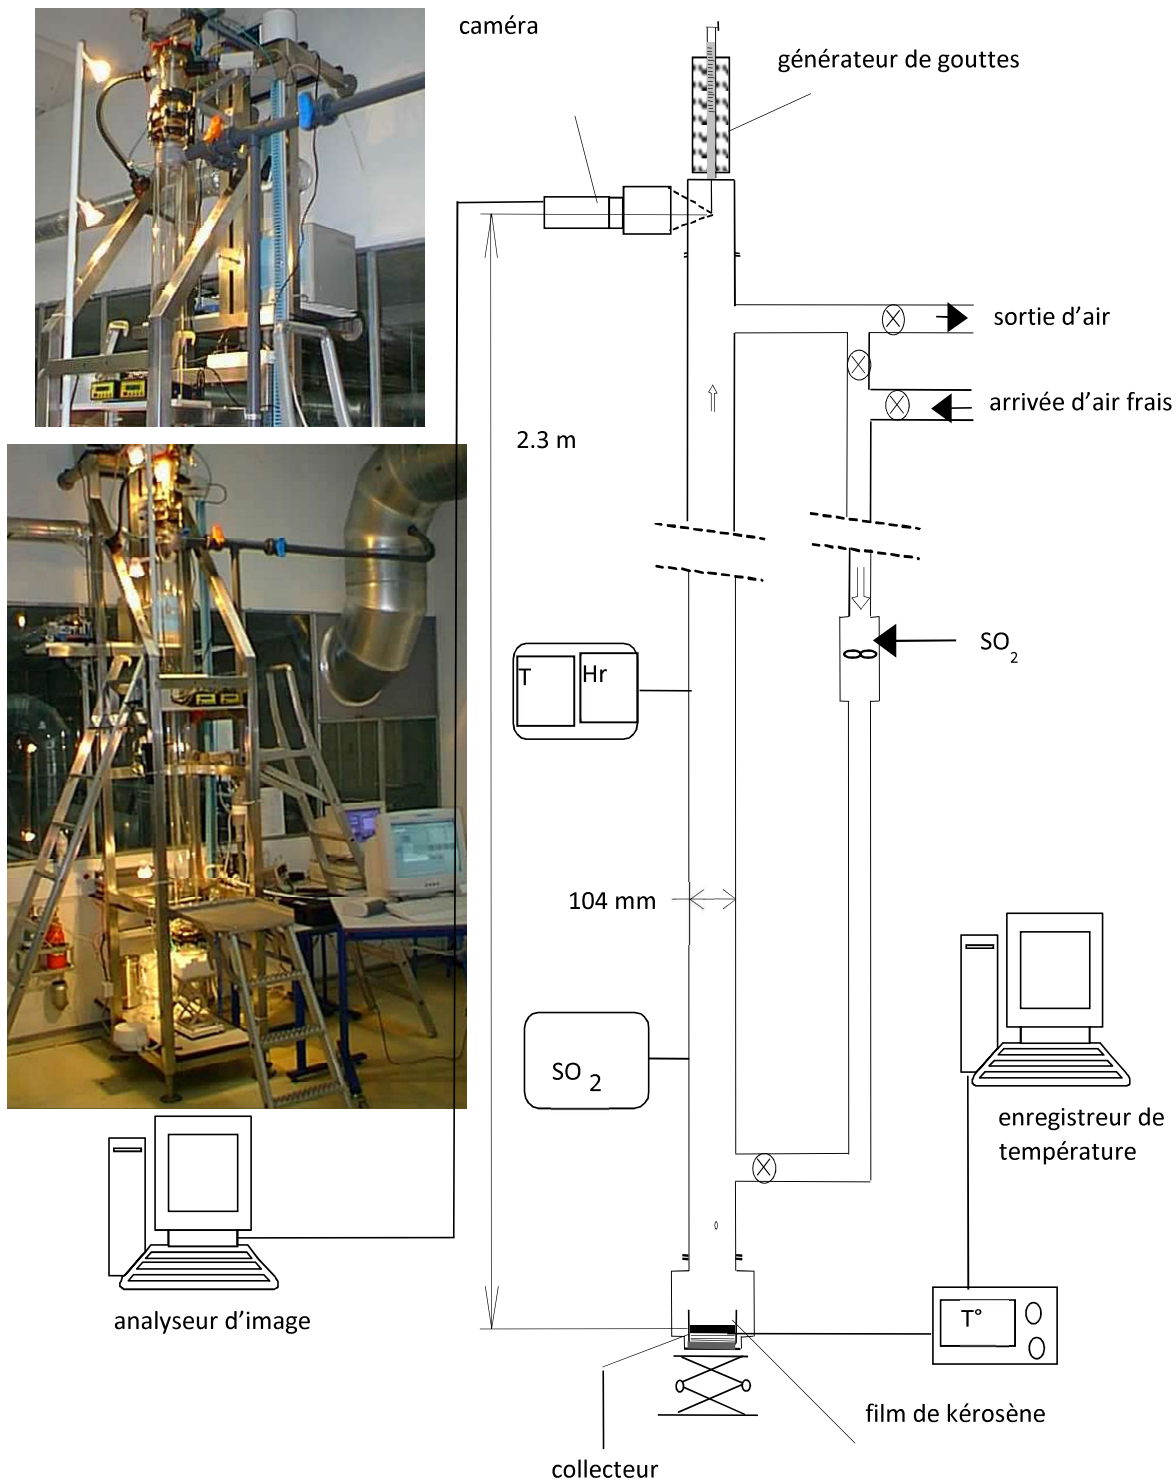 caméra
générateur de gouttes
sortie d’air
arrivée d’air frais
2.3 m
SO2
T
Hr
104 mm
SO 2
enregistreur de
température
analyseur d’image
T°
film de kérosène
collecteur